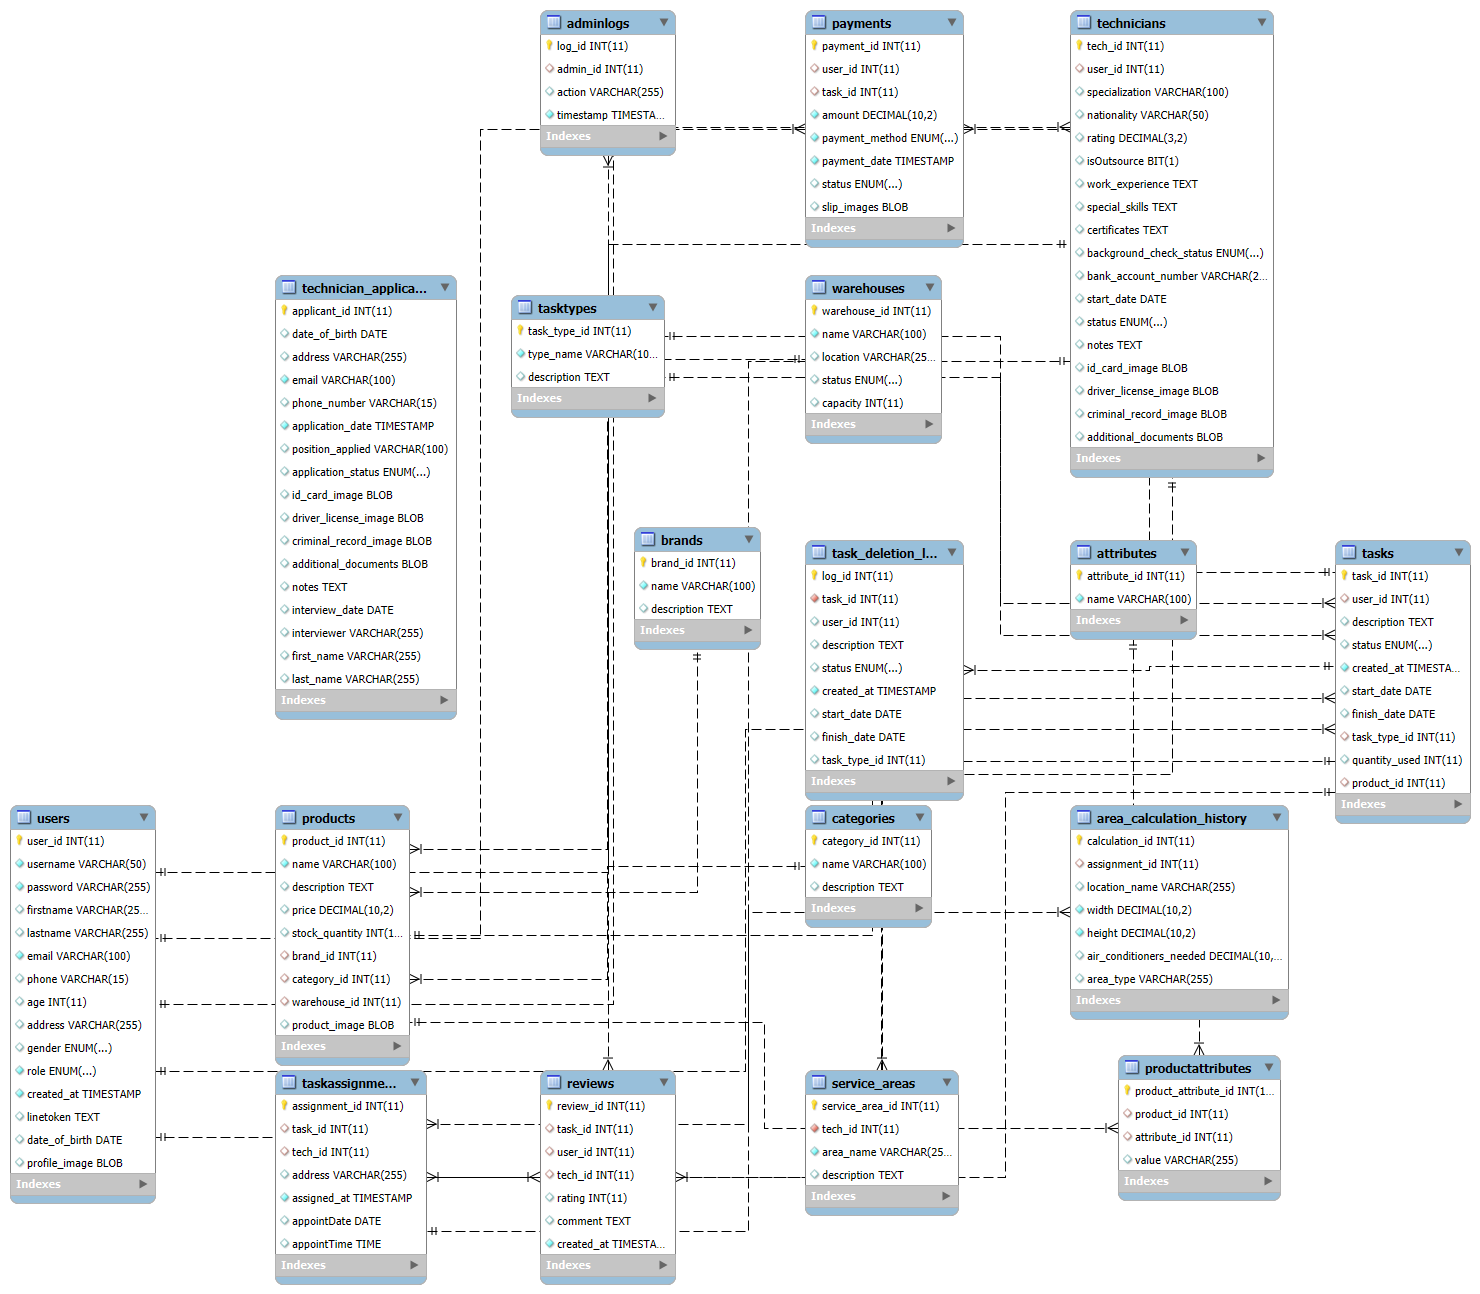 adminlogs
log_id INT(11)
admin_id INT(11)
action VARCHAR(255)
timestamp TIMESTA...
Indexes
payments
payment_id INT(11)
user_id INT(11)
task_id INT(11)
amount DECIMAL(10,2)
payment_method ENUM(...)
payment_date TIMESTAMP
status ENUM(...)
slip_images BLOB
Indexes
technicians
tech_id INT(11)
user_id INT(11)
specialization VARCHAR(100)
nationality VARCHAR(50)
rating DECIMAL(3,2)
isOutsource BIT(1)
work_experience TEXT
special_skills TEXT
certificates TEXT
background_check_status ENUM(...)
bank_account_number VARCHAR(2...
start_date DATE
status ENUM(...)
notes TEXT
id_card_image BLOB
driver_license_image BLOB
criminal_record_image BLOB
additional_documents BLOB
Indexes
technician_applica...
applicant_id INT(11)
date_of_birth DATE
address VARCHAR(255)
email VARCHAR(100)
phone_number VARCHAR(15)
application_date TIMESTAMP
position_applied VARCHAR(100)
application_status ENUM(...)
id_card_image BLOB
driver_license_image BLOB
criminal_record_image BLOB
additional_documents BLOB
notes TEXT
interview_date DATE
interviewer VARCHAR(255)
first_name VARCHAR(255)
last_name VARCHAR(255)
Indexes
tasktypes
task_type_id INT(11)
type_name VARCHAR(10...
description TEXT
Indexes
warehouses
warehouse_id INT(11)
name VARCHAR(100)
location VARCHAR(25...
status ENUM(...)
capacity INT(11)
Indexes
brands
brand_id INT(11)
name VARCHAR(100)
description TEXT
Indexes
task_deletion_l...
log_id INT(11)
task_id INT(11)
user_id INT(11)
description TEXT
status ENUM(...)
created_at TIMESTAMP
start_date DATE
finish_date DATE
task_type_id INT(11)
Indexes
attributes
attribute_id INT(11)
name VARCHAR(100)
Indexes
tasks
task_id INT(11)
user_id INT(11)
description TEXT
status ENUM(...)
created_at TIMESTA...
start_date DATE
finish_date DATE
task_type_id INT(11)
quantity_used INT(11)
product_id INT(11)
Indexes
users
user_id INT(11)
username VARCHAR(50)
password VARCHAR(255)
firstname VARCHAR(25...
lastname VARCHAR(255)
email VARCHAR(100)
phone VARCHAR(15)
age INT(11)
address VARCHAR(255)
gender ENUM(...)
role ENUM(...)
created_at TIMESTAMP
linetoken TEXT
date_of_birth DATE
profile_image BLOB
Indexes
products
product_id INT(11)
name VARCHAR(100)
description TEXT
price DECIMAL(10,2)
stock_quantity INT(1...
brand_id INT(11)
category_id INT(11)
warehouse_id INT(11)
product_image BLOB
Indexes
categories
category_id INT(11)
name VARCHAR(100)
description TEXT
Indexes
area_calculation_history
calculation_id INT(11)
assignment_id INT(11)
location_name VARCHAR(255)
width DECIMAL(10,2)
height DECIMAL(10,2)
air_conditioners_needed DECIMAL(10,...
area_type VARCHAR(255)
Indexes
taskassignme...
assignment_id INT(11)
task_id INT(11)
tech_id INT(11)
address VARCHAR(255)
assigned_at TIMESTAMP
appointDate DATE
appointTime TIME
Indexes
reviews
review_id INT(11)
task_id INT(11)
user_id INT(11)
tech_id INT(11)
rating INT(11)
comment TEXT
created_at TIMESTA...
Indexes
service_areas
service_area_id INT(11)
tech_id INT(11)
area_name VARCHAR(25...
description TEXT
Indexes
productattributes
product_attribute_id INT(1...
product_id INT(11)
attribute_id INT(11)
value VARCHAR(255)
Indexes